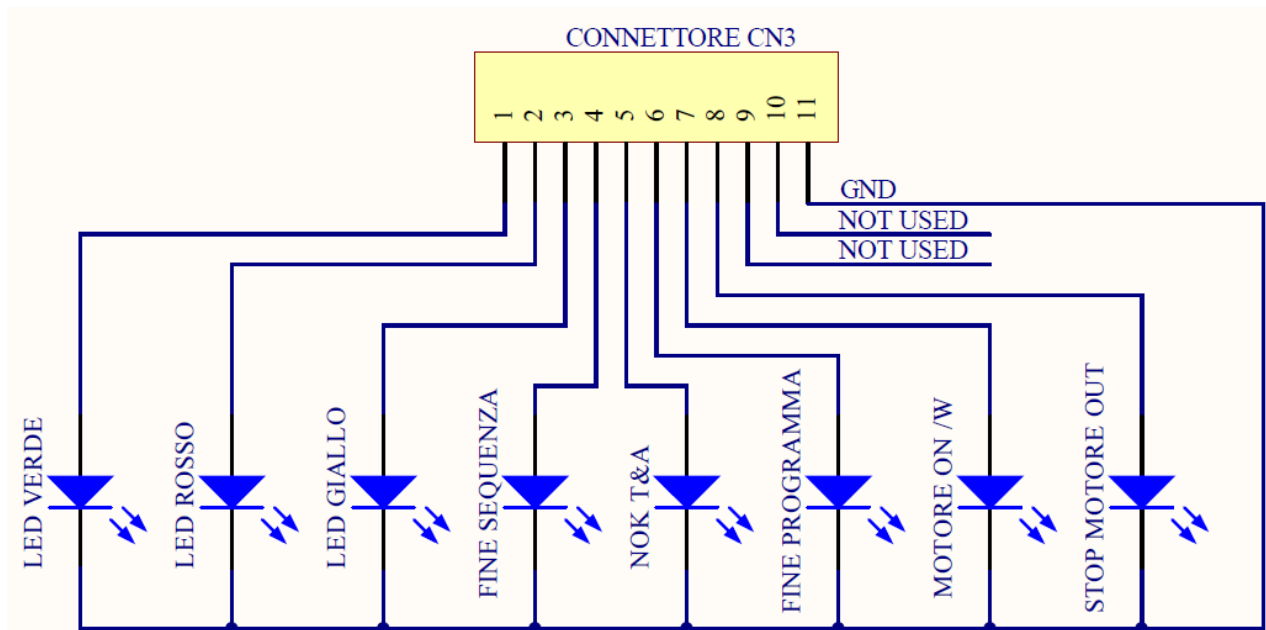 CONNETTORE CN3
1 2 3 4 5 6 7 8 9 10 11
GND
NOT USED
NOT USED
LED VERDE
LED ROSSO
LED GIALLO
FINE SEQUENZA
NOK T&A
FINE PROGRAMMA
MOTORE ON /W
STOP MOTORE OUT